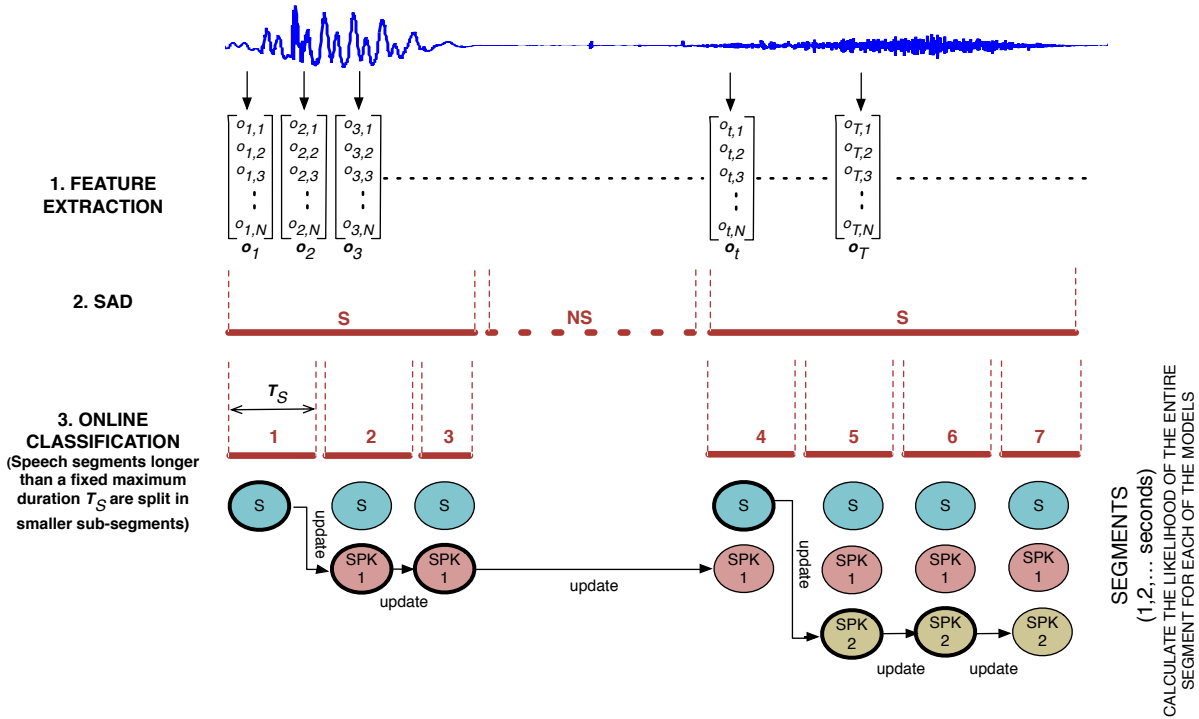 o1,1 o2,1 o3,1 ot,1 oT,1
o1,2 o2,2 o3,2 ot,2 oT,2
o1,3 o2,3 o3,3 ot,3 oT,3
o1,N o2,N o3,N ot,N oT,N
o1 o2 o3 ot oT
1. FEATURE
EXTRACTION
2. SAD
S NS S
TS
3. ONLINE
CLASSIFICATION
(Speech segments longer
than a fixed maximum
duration TS are split in
smaller sub-segments)
1 2 3 4 5 6 7
S S S S S S S
update update
SPK 1 SPK 1 SPK 1 SPK 1 SPK 1 SPK 1
update update
SPK 2 SPK 2 SPK 2
update update
SEGMENTS
(1,2,... seconds)
CALCULATE THE LIKELIHOOD OF THE ENTIRE
SEGMENT FOR EACH OF THE MODELS